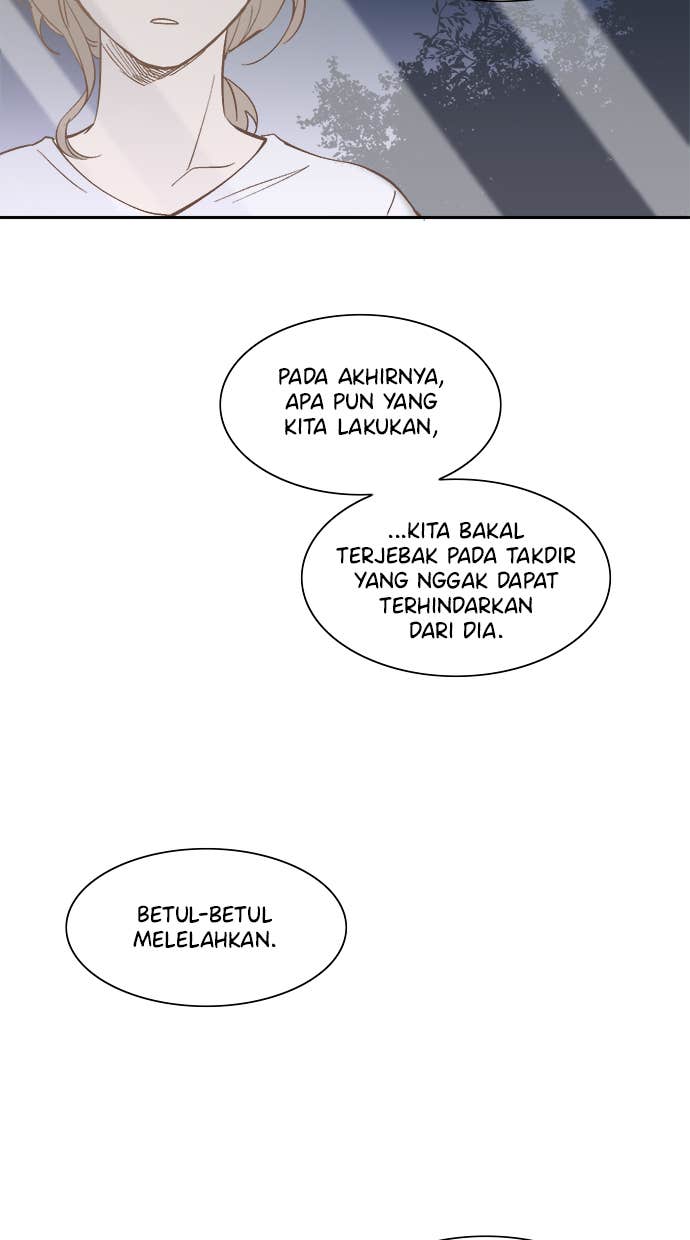 PADA AKHIRNYA,
APA PUN YANG
KITA LAKUKAN,
...KITA BAKAL
TERJEBAK PADA TAKDIR
YANG NGGAK DAPAT
TERHINDARKAN
DARI DIA.
BETUL-BETUL
MELELAHKAN.